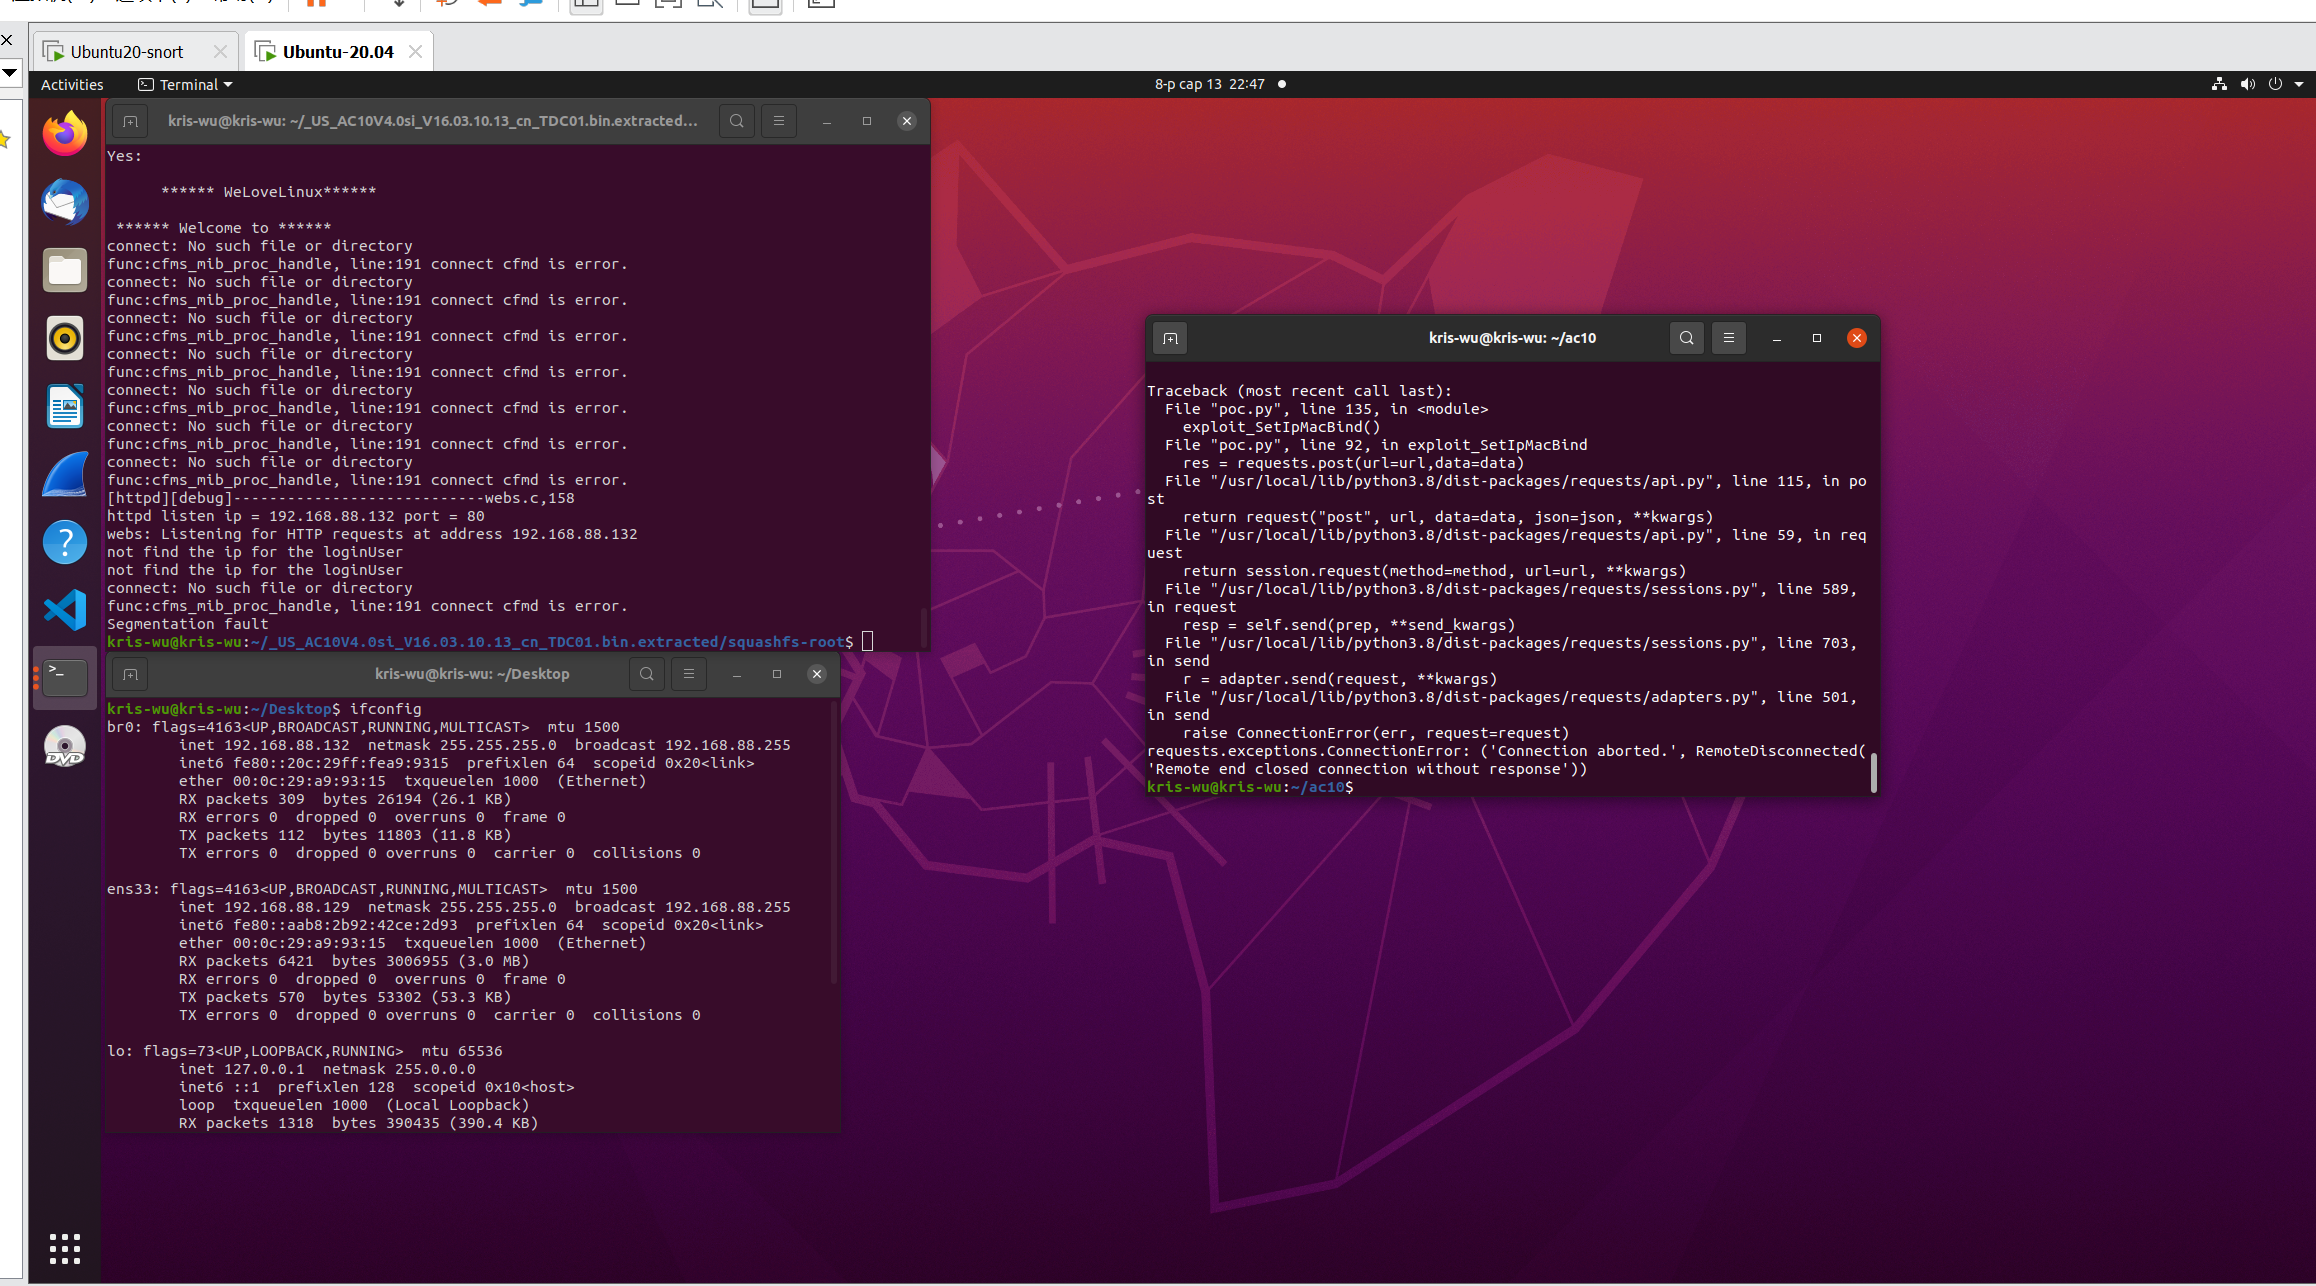 Ubuntu20-snort
Ubuntu-20.04
Activities
Terminal
8-р сар 13 22:47
kris-wu@kris-wu: ~/_US_AC10V4.0si_V16.03.10.13_cn_TDC01.bin.extracted...
Yes:
****** WeLoveLinux******
****** Welcome to ******
connect: No such file or directory
func:cfms_mib_proc_handle, line:191 connect cfmd is error.
connect: No such file or directory
func:cfms_mib_proc_handle, line:191 connect cfmd is error.
connect: No such file or directory
func:cfms_mib_proc_handle, line:191 connect cfmd is error.
connect: No such file or directory
func:cfms_mib_proc_handle, line:191 connect cfmd is error.
connect: No such file or directory
func:cfms_mib_proc_handle, line:191 connect cfmd is error.
connect: No such file or directory
func:cfms_mib_proc_handle, line:191 connect cfmd is error.
connect: No such file or directory
func:cfms_mib_proc_handle, line:191 connect cfmd is error.
[httpd][debug]----------------------------webs.c,158
httpd listen ip = 192.168.88.132 port = 80
webs: Listening for HTTP requests at address 192.168.88.132
not find the ip for the loginUser
not find the ip for the loginUser
connect: No such file or directory
func:cfms_mib_proc_handle, line:191 connect cfmd is error.
Segmentation fault
kris-wu@kris-wu:~/_US_AC10V4.0si_V16.03.10.13_cn_TDC01.bin.extracted/squashfs-root$
kris-wu@kris-wu: ~/Desktop
kris-wu@kris-wu:~/Desktop$ ifconfig
br0: flags=4163<UP,BROADCAST,RUNNING,MULTICAST>  mtu 1500
inet 192.168.88.132  netmask 255.255.255.0  broadcast 192.168.88.255
inet6 fe80::20c:29ff:fea9:9315  prefixlen 64  scopeid 0x20<link>
ether 00:0c:29:a9:93:15  txqueuelen 1000  (Ethernet)
RX packets 309  bytes 26194 (26.1 KB)
RX errors 0  dropped 0  overruns 0  frame 0
TX packets 112  bytes 11803 (11.8 KB)
TX errors 0  dropped 0 overruns 0  carrier 0  collisions 0
ens33: flags=4163<UP,BROADCAST,RUNNING,MULTICAST>  mtu 1500
inet 192.168.88.129  netmask 255.255.255.0  broadcast 192.168.88.255
inet6 fe80::aab8:2b92:42ce:2d93  prefixlen 64  scopeid 0x20<link>
ether 00:0c:29:a9:93:15  txqueuelen 1000  (Ethernet)
RX packets 6421  bytes 3006955 (3.0 MB)
RX errors 0  dropped 0  overruns 0  frame 0
TX packets 570  bytes 53302 (53.3 KB)
TX errors 0  dropped 0 overruns 0  carrier 0  collisions 0
lo: flags=73<UP,LOOPBACK,RUNNING>  mtu 65536
inet 127.0.0.1  netmask 255.0.0.0
inet6 ::1  prefixlen 128  scopeid 0x10<host>
loop  txqueuelen 1000  (Local Loopback)
RX packets 1318  bytes 390435 (390.4 KB)
kris-wu@kris-wu: ~/ac10
Traceback (most recent call last):
File "poc.py", line 135, in <module>
exploit_SetIpMacBind()
File "poc.py", line 92, in exploit_SetIpMacBind
res = requests.post(url=url,data=data)
File "/usr/local/lib/python3.8/dist-packages/requests/api.py", line 115, in po
st
return request("post", url, data=data, json=json, **kwargs)
File "/usr/local/lib/python3.8/dist-packages/requests/api.py", line 59, in req
uest
return session.request(method=method, url=url, **kwargs)
File "/usr/local/lib/python3.8/dist-packages/requests/sessions.py", line 589,
in request
resp = self.send(prep, **send_kwargs)
File "/usr/local/lib/python3.8/dist-packages/requests/sessions.py", line 703,
in send
r = adapter.send(request, **kwargs)
File "/usr/local/lib/python3.8/dist-packages/requests/adapters.py", line 501,
in send
raise ConnectionError(err, request=request)
requests.exceptions.ConnectionError: ('Connection aborted.', RemoteDisconnected(
'Remote end closed connection without response'))
kris-wu@kris-wu:~/ac10$
DVD